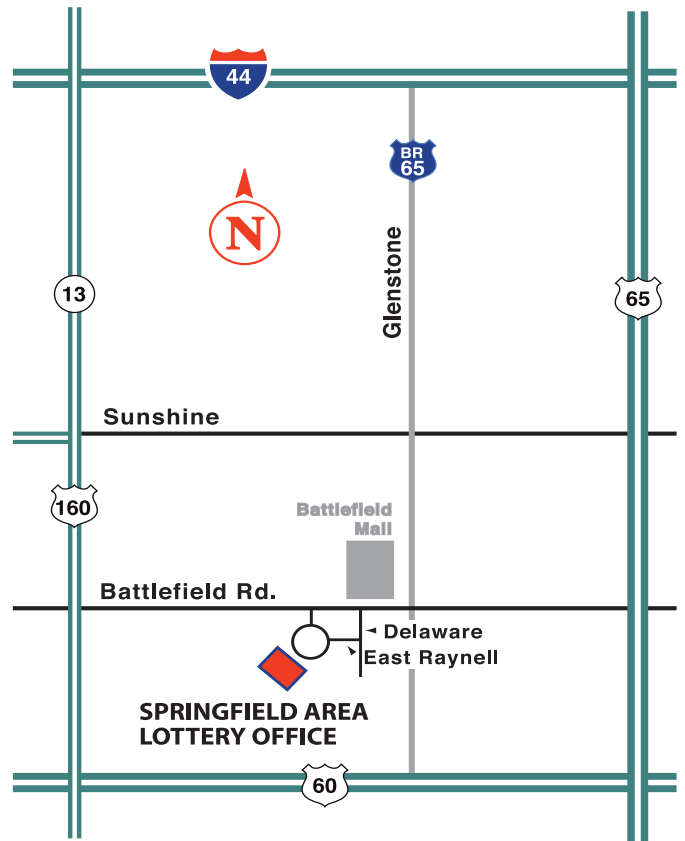 44
BR
65
N
Glenstone
13
65
Sunshine
160
Battlefield
Mall
Battlefield Rd.
Delaware
East Raynell
SPRINGFIELD AREA
LOTTERY OFFICE
60